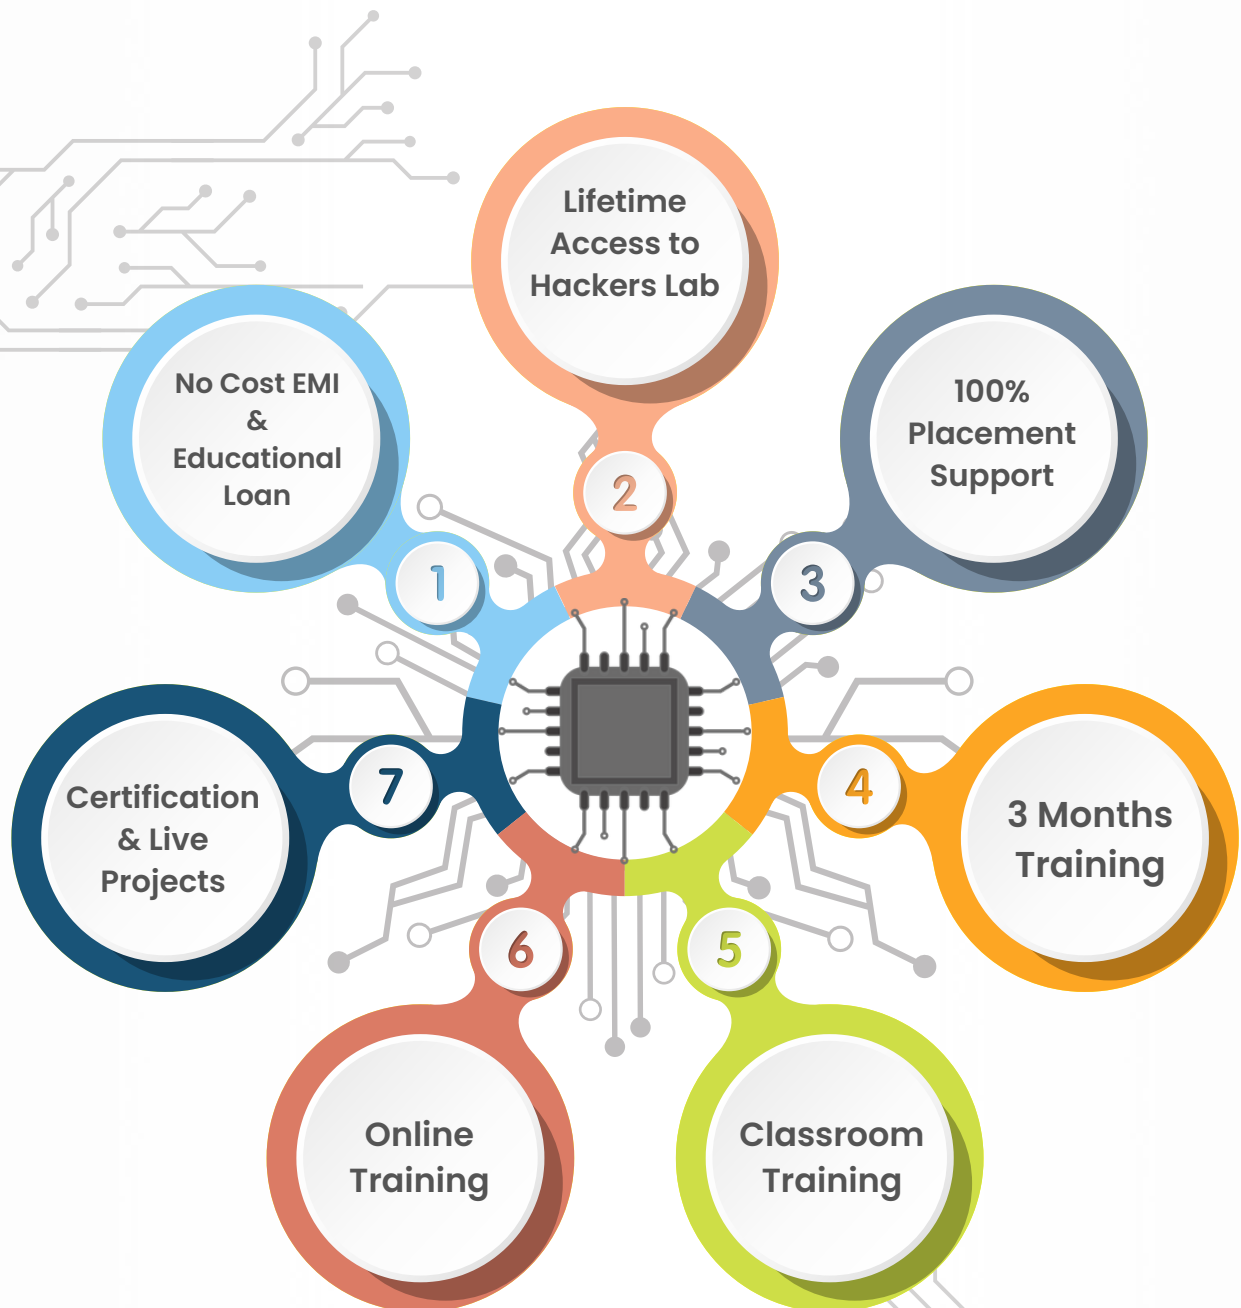 No Cost EMI
&
Educational
Loan
1
Lifetime
Access to
Hackers Lab
2
100%
Placement
Support
3
3 Months
Training
4
Classroom
Training
5
Online
Training
6
Certification
& Live
Projects
7